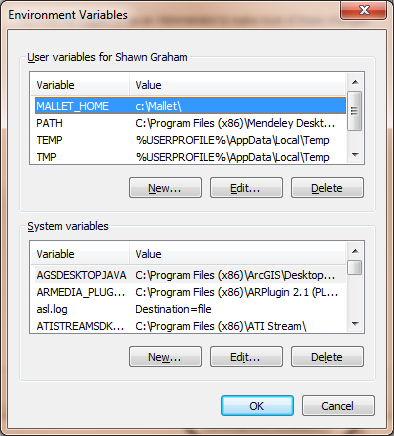 Environment Variables
User variables for Shawn Graham
Variable Value
MALLET_HOME c:\Mallet\
PATH C:\Program Files (x86)\Mendeley Deskt...
TEMP %USERPROFILE%\AppData\Local\Temp
TMP %USERPROFILE%\AppData\Local\Temp
New... Edit... Delete
System variables
Variable Value
AGSDESKTOPJAVA C:\Program Files (x86)\ArcGIS\Desktop...
ARMEDIA_PLUG... C:\Program Files (x86)\ARPlugin 2.1 (PL...
asl.log Destination=file
ATISTREAMSDK... C:\Program Files (x86)\ATI Stream\
New... Edit... Delete
OK Cancel